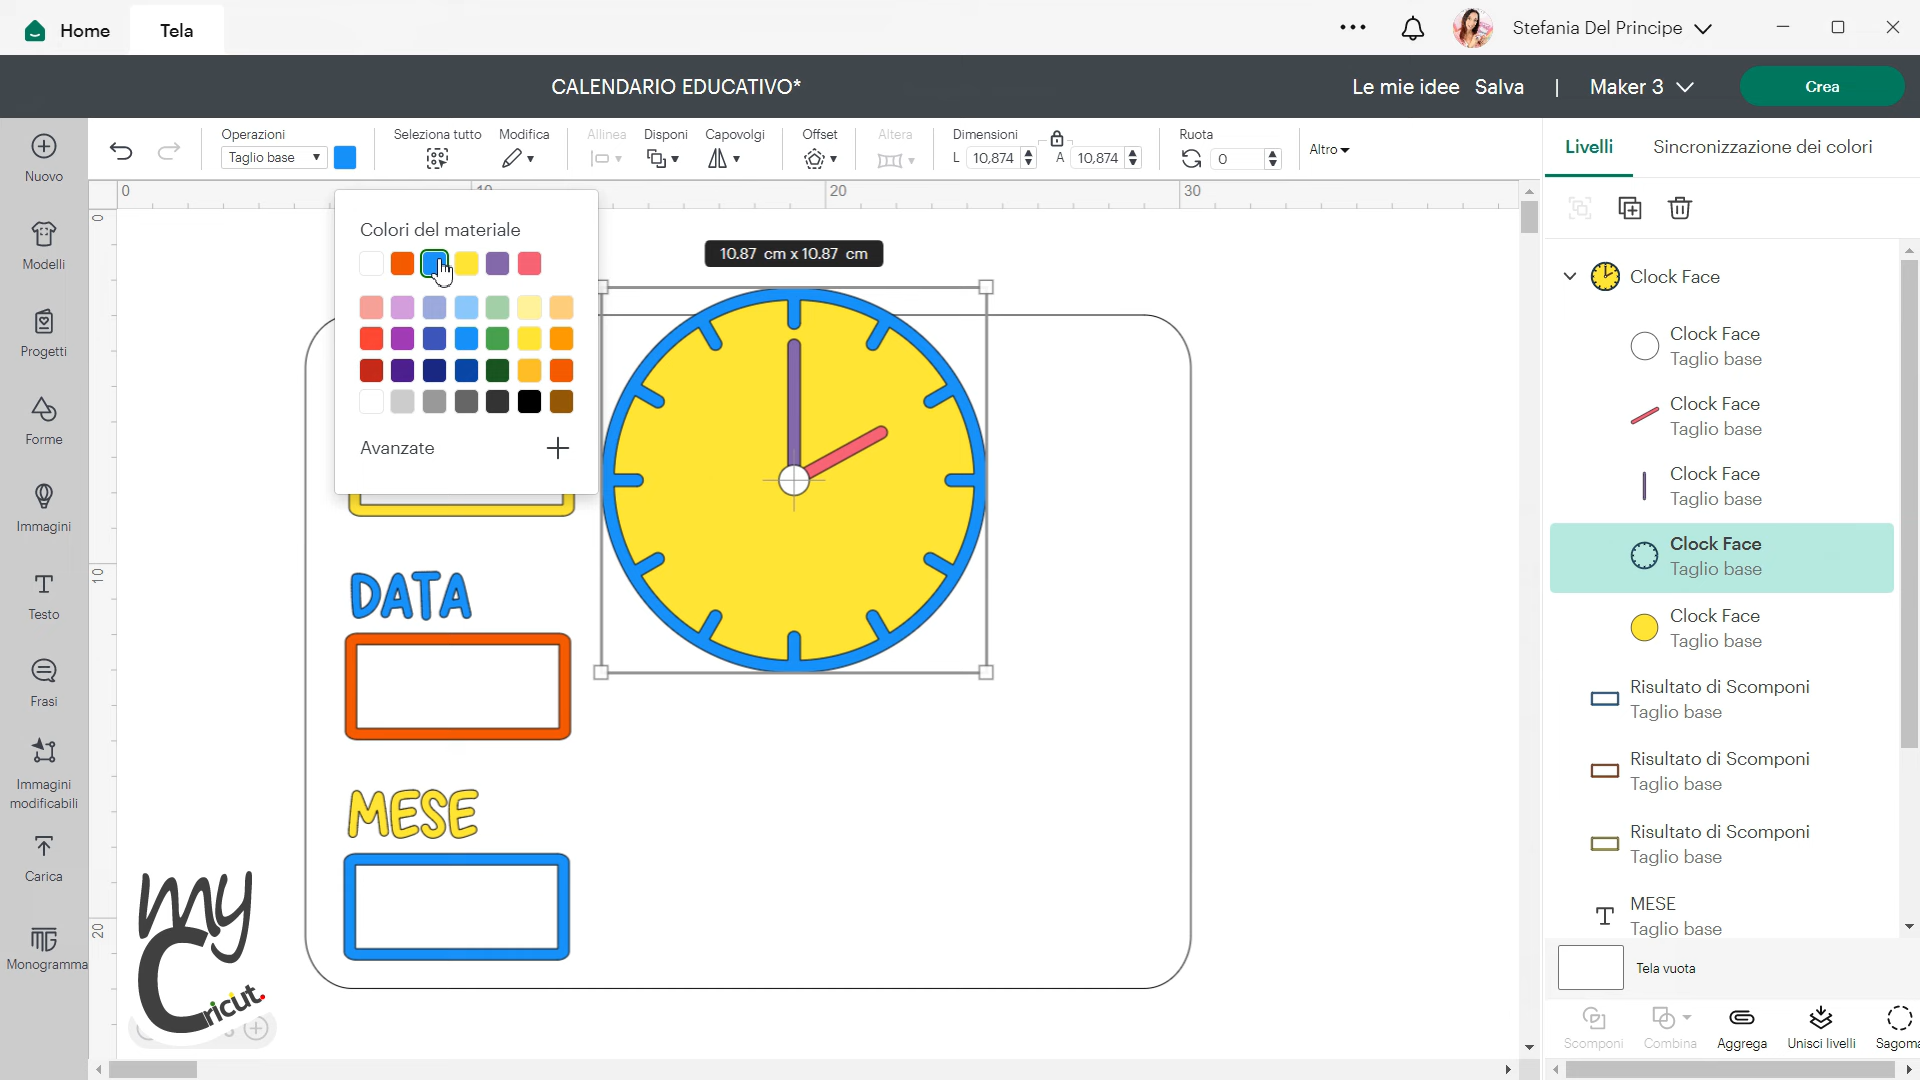 Home
Tela
Stefania Del Principe
CALENDARIO EDUCATIVO*
Le mie idee
Salva
|
Maker 3
Crea
Operazioni
Taglio base
Seleziona tutto
Modifica
Allinea
Disponi
Capovolgi
Offset
Altera
Dimensioni
L 10,874
A 10,874
Ruota
0
Altro
Livelli
Sincronizzazione dei colori
Nuovo
Modelli
Progetti
Forme
Immagini
Testo
Frasi
Immagini
modificabili
Carica
Monogramma
0
20
30
0
10
20
Colori del materiale
Avanzate
10.87 cm x 10.87 cm
DATA
MESE
my
Cricut.
Clock Face
Clock Face
Taglio base
Clock Face
Taglio base
Clock Face
Taglio base
Clock Face
Taglio base
Clock Face
Taglio base
Risultato di Scomponi
Taglio base
Risultato di Scomponi
Taglio base
Risultato di Scomponi
Taglio base
MESE
Taglio base
Tela vuota
Scomponi
Combina
Aggrega
Unisci livelli
Sagoma